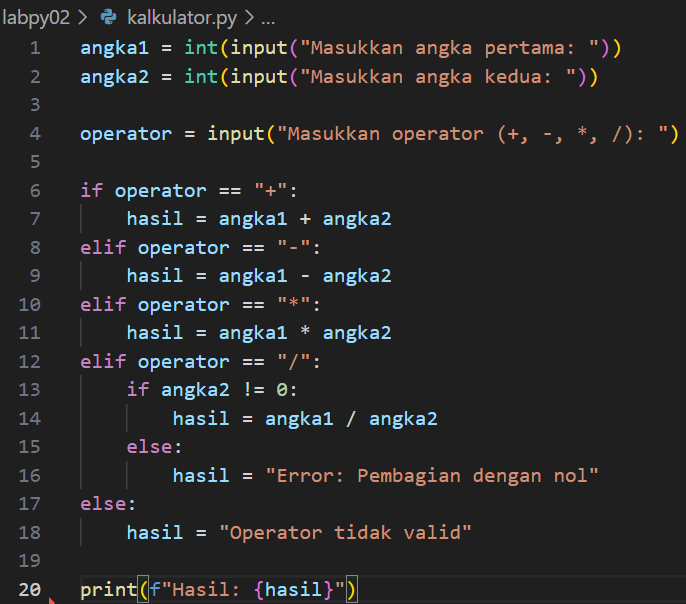 labpy02 > kalkulator.py > ...
1 angka1 = int(input("Masukkan angka pertama: "))
2 angka2 = int(input("Masukkan angka kedua: "))
3
4 operator = input("Masukkan operator (+, -, *, /): ")
5
6 if operator == "+":
7     hasil = angka1 + angka2
8 elif operator == "-":
9     hasil = angka1 - angka2
10 elif operator == "*":
11     hasil = angka1 * angka2
12 elif operator == "/":
13     if angka2 != 0:
14         hasil = angka1 / angka2
15     else:
16         hasil = "Error: Pembagian dengan nol"
17 else:
18     hasil = "Operator tidak valid"
19
20 print(f"Hasil: {hasil}")